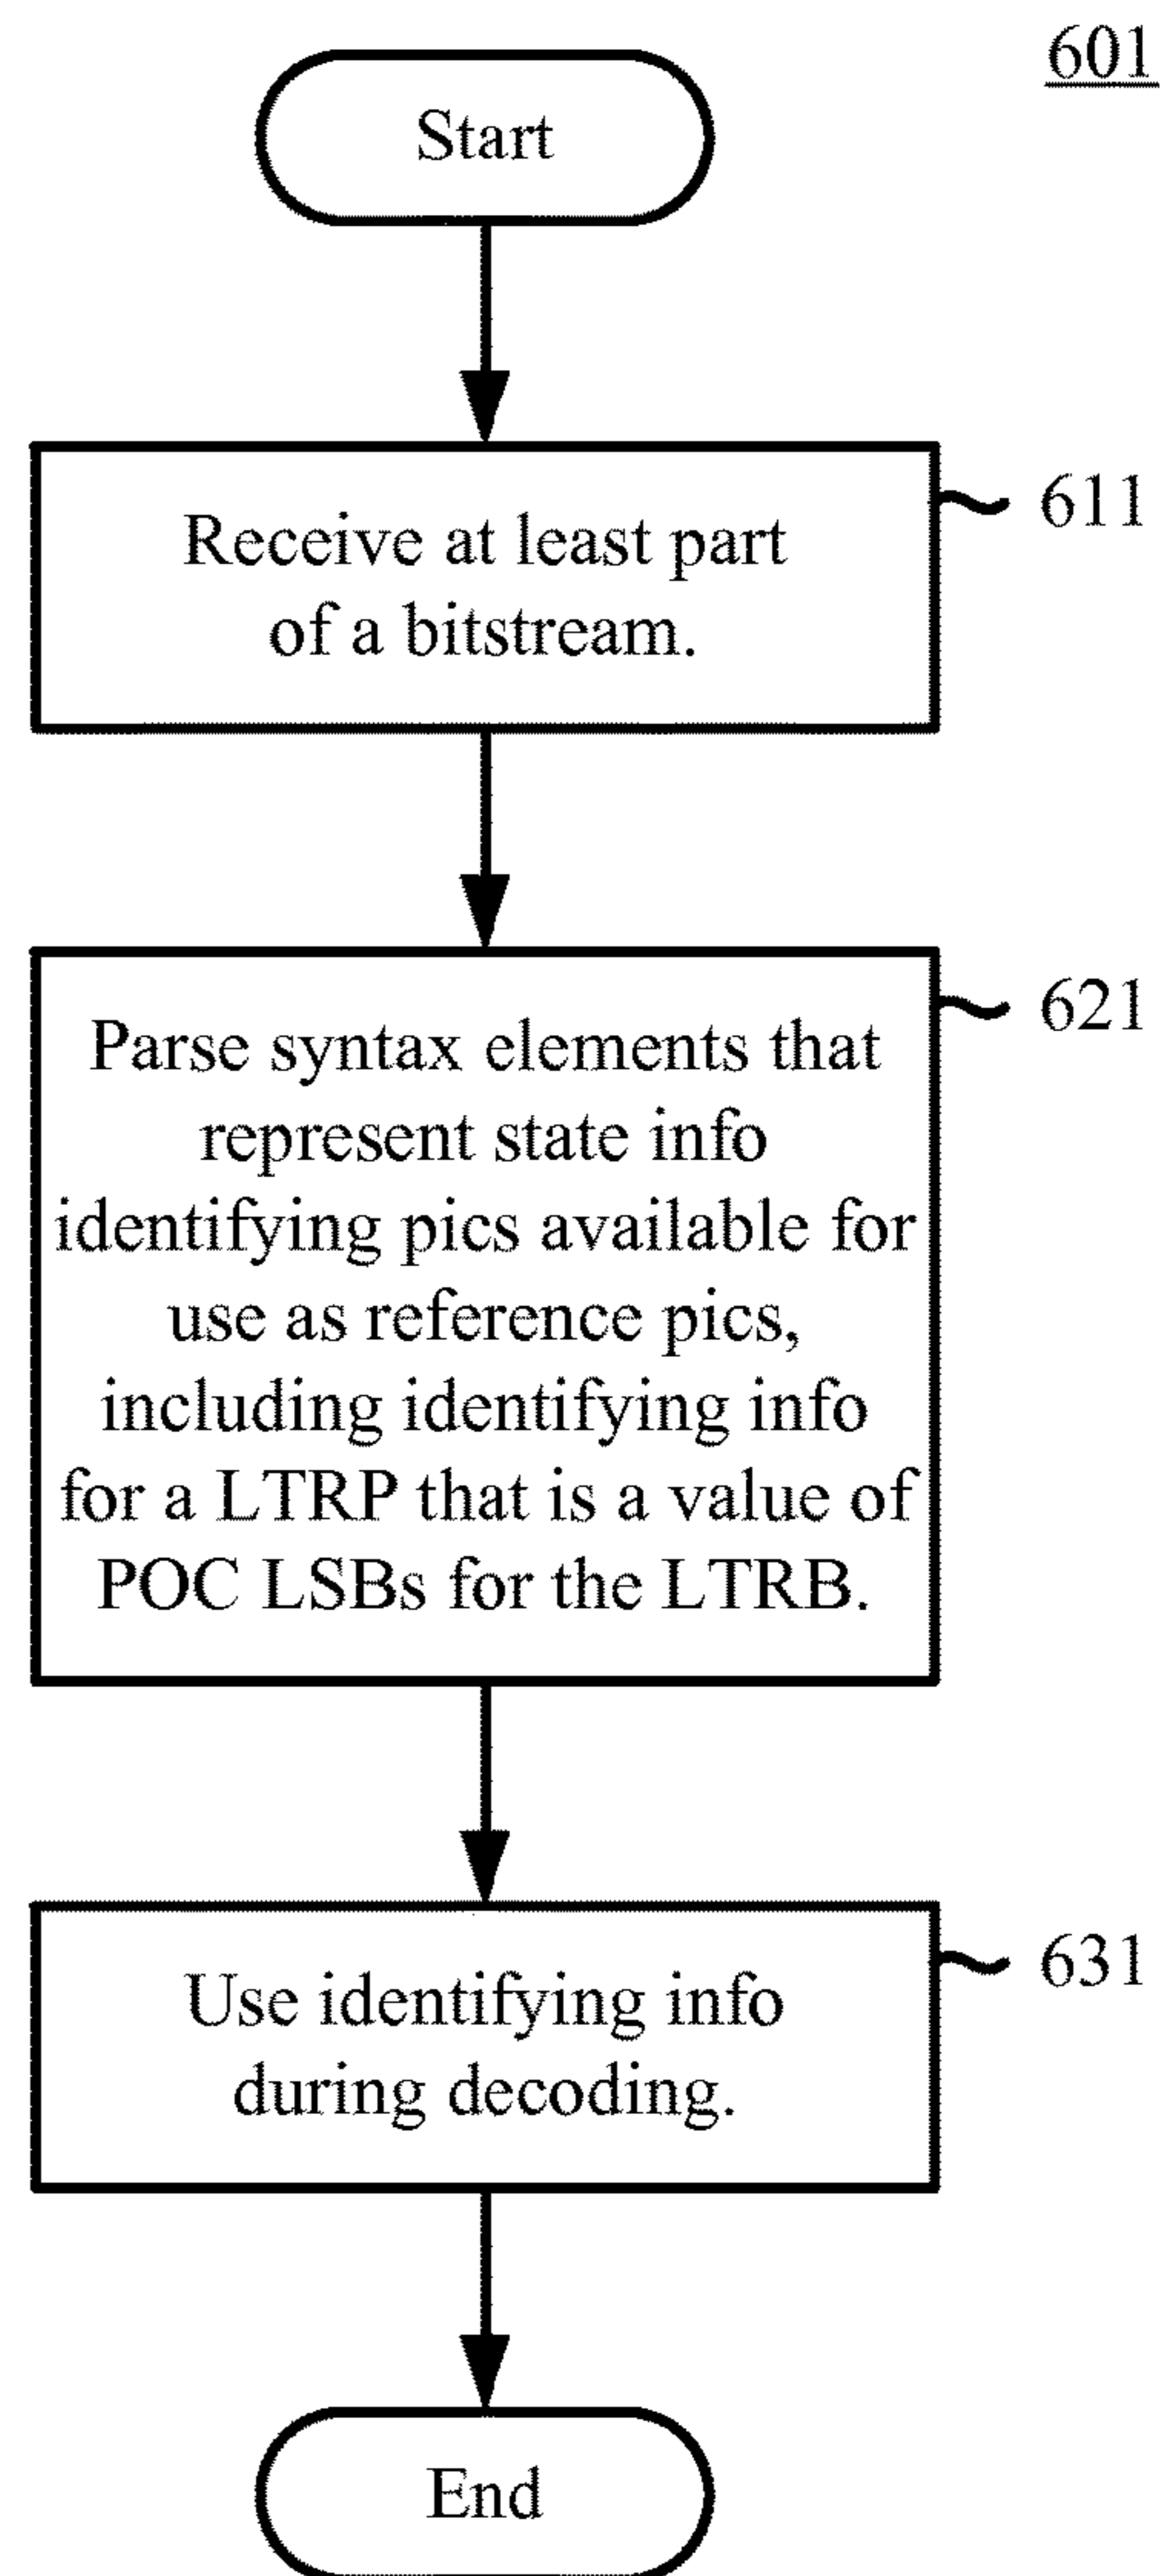 601
Start
Receive at least part
of a bitstream.
611
Parse syntax elements that
represent state info
identifying pics available for
use as reference pics,
including identifying info
for a LTRP that is a value of
POC LSBs for the LTRB.
621
Use identifying info
during decoding.
631
End